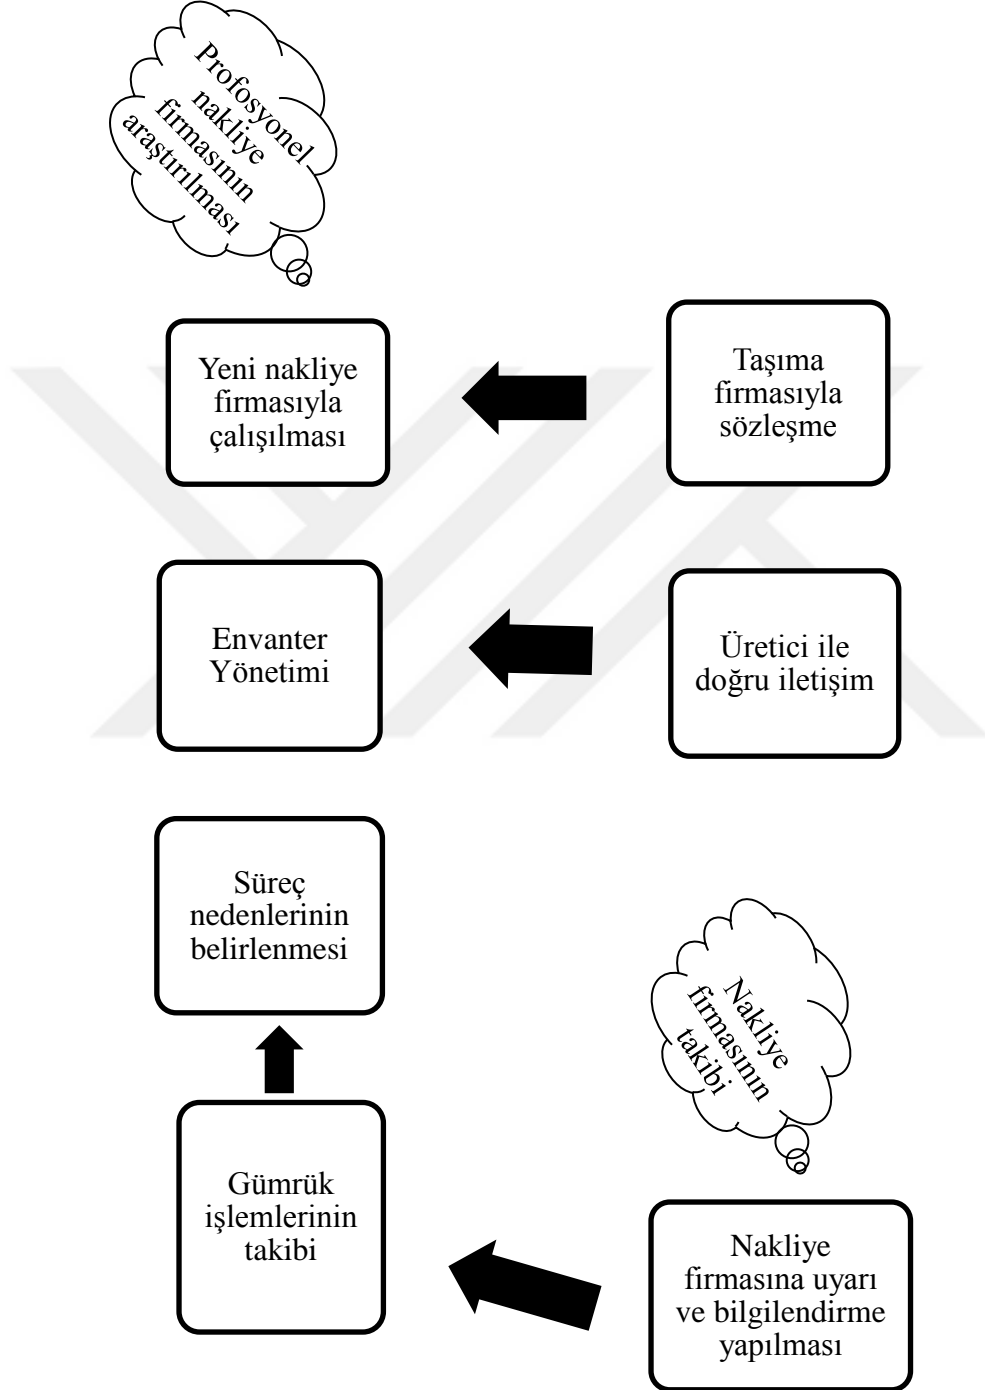 Profosyonel
nakliye
firmasının
araştırılması
Yeni nakliye
firmasıyla
çalışılması
Taşıma
firmasıyla
sözleşme
Envanter
Yönetimi
Üretici ile
doğru iletişim
Süreç
nedenlerinin
belirlenmesi
Nakliye
firmasının
takibi
Gümrük
işlemlerinin
takibi
Nakliye
firmasına uyarı
ve bilgilendirme
yapılması